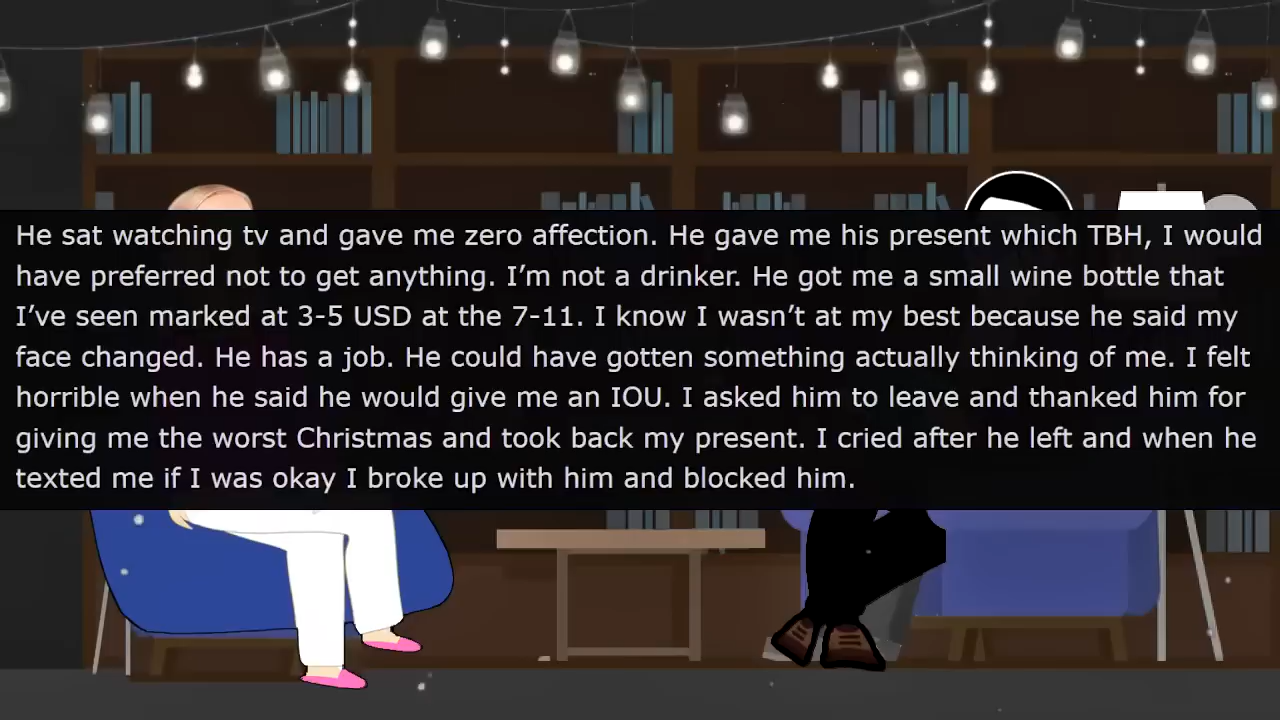 He sat watching tv and gave me zero affection. He gave me his present which TBH, I would
have preferred not to get anything. I’m not a drinker. He got me a small wine bottle that
I’ve seen marked at 3-5 USD at the 7-11. I know I wasn’t at my best because he said my
face changed. He has a job. He could have gotten something actually thinking of me. I felt
horrible when he said he would give me an IOU. I asked him to leave and thanked him for
giving me the worst Christmas and took back my present. I cried after he left and when he
texted me if I was okay I broke up with him and blocked him.